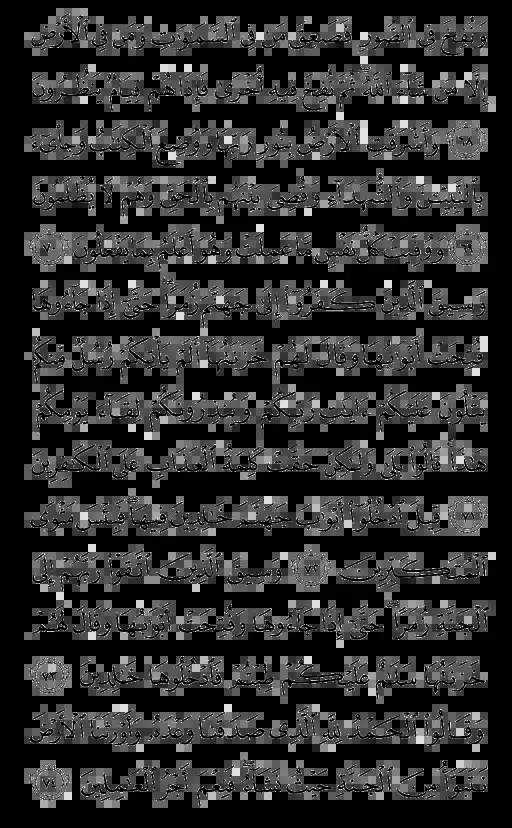 وَنُفِخَ فِى ٱلصُّورِ فَصَعِقَ مَن فِى ٱلسَّمَٰوَٰتِ وَمَن فِى ٱلْأَرْضِ
إِلَّا مَن شَآءَ ٱللَّهُ ثُمَّ نُفِخَ فِيهِ أُخْرَىٰ فَإِذَا هُمْ قِيَامٌ يَنظُرُونَ
٦٨ وَأَشْرَقَتِ ٱلْأَرْضُ بِنُورِ رَبِّهَا وَوُضِعَ ٱلْكِتَٰبُ وَجِا۟ىٓءَ
بِٱلنَّبِيِّۦنَ وَٱلشُّهَدَآءِ وَقُضِىَ بَيْنَهُم بِٱلْحَقِّ وَهُمْ لَا يُظْلَمُونَ
٦٩ وَوُفِّيَتْ كُلُّ نَفْسٍ مَّا عَمِلَتْ وَهُوَ أَعْلَمُ بِمَا يَفْعَلُونَ ٧٠
وَسِيقَ ٱلَّذِينَ كَفَرُوٓا۟ إِلَىٰ جَهَنَّمَ زُمَرًا حَتَّىٰٓ إِذَا جَآءُوهَا
فُتِحَتْ أَبْوَٰبُهَا وَقَالَ لَهُمْ خَزَنَتُهَآ أَلَمْ يَأْتِكُمْ رُسُلٌ مِّنكُمْ
يَتْلُونَ عَلَيْكُمْ ءَايَٰتِ رَبِّكُمْ وَيُنذِرُونَكُمْ لِقَآءَ يَوْمِكُمْ
هَٰذَا قَالُوا۟ بَلَىٰ وَلَٰكِنْ حَقَّتْ كَلِمَةُ ٱلْعَذَابِ عَلَى ٱلْكَٰفِرِينَ
٧١ قِيلَ ٱدْخُلُوٓا۟ أَبْوَٰبَ جَهَنَّمَ خَٰلِدِينَ فِيهَا فَبِئْسَ مَثْوَى
ٱلْمُتَكَبِّرِينَ ٧٢ وَسِيقَ ٱلَّذِينَ ٱتَّقَوْا۟ رَبَّهُمْ إِلَى
ٱلْجَنَّةِ زُمَرًا حَتَّىٰٓ إِذَا جَآءُوهَا وَفُتِحَتْ أَبْوَٰبُهَا وَقَالَ لَهُمْ
خَزَنَتُهَا سَلَٰمٌ عَلَيْكُمْ طِبْتُمْ فَٱدْخُلُوهَا خَٰلِدِينَ ٧٣
وَقَالُوا۟ ٱلْحَمْدُ لِلَّهِ ٱلَّذِى صَدَقَنَا وَعْدَهُۥ وَأَوْرَثَنَا ٱلْأَرْضَ
نَتَبَوَّأُ مِنَ ٱلْجَنَّةِ حَيْثُ نَشَآءُ فَنِعْمَ أَجْرُ ٱلْعَٰمِلِينَ ٧٤